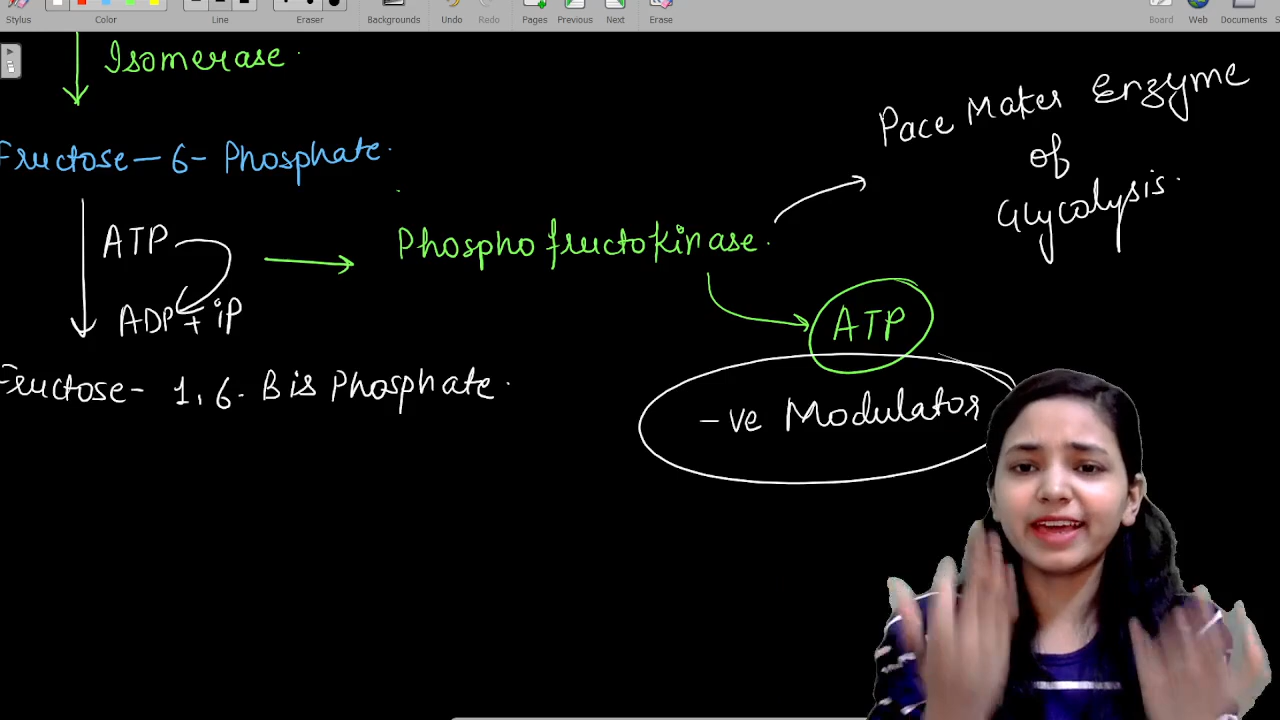 Stylus Color Line Eraser Backgrounds Undo Redo Pages Previous Next Erase Board Web Documents
Isomerase
Fructose-6-Phosphate
ATP
ADP + iP
Fructose-1,6-Bis Phosphate
Phosphofructokinase
Pace Maker Enzyme
of
Glycolysis
ATP
-ve Modulator